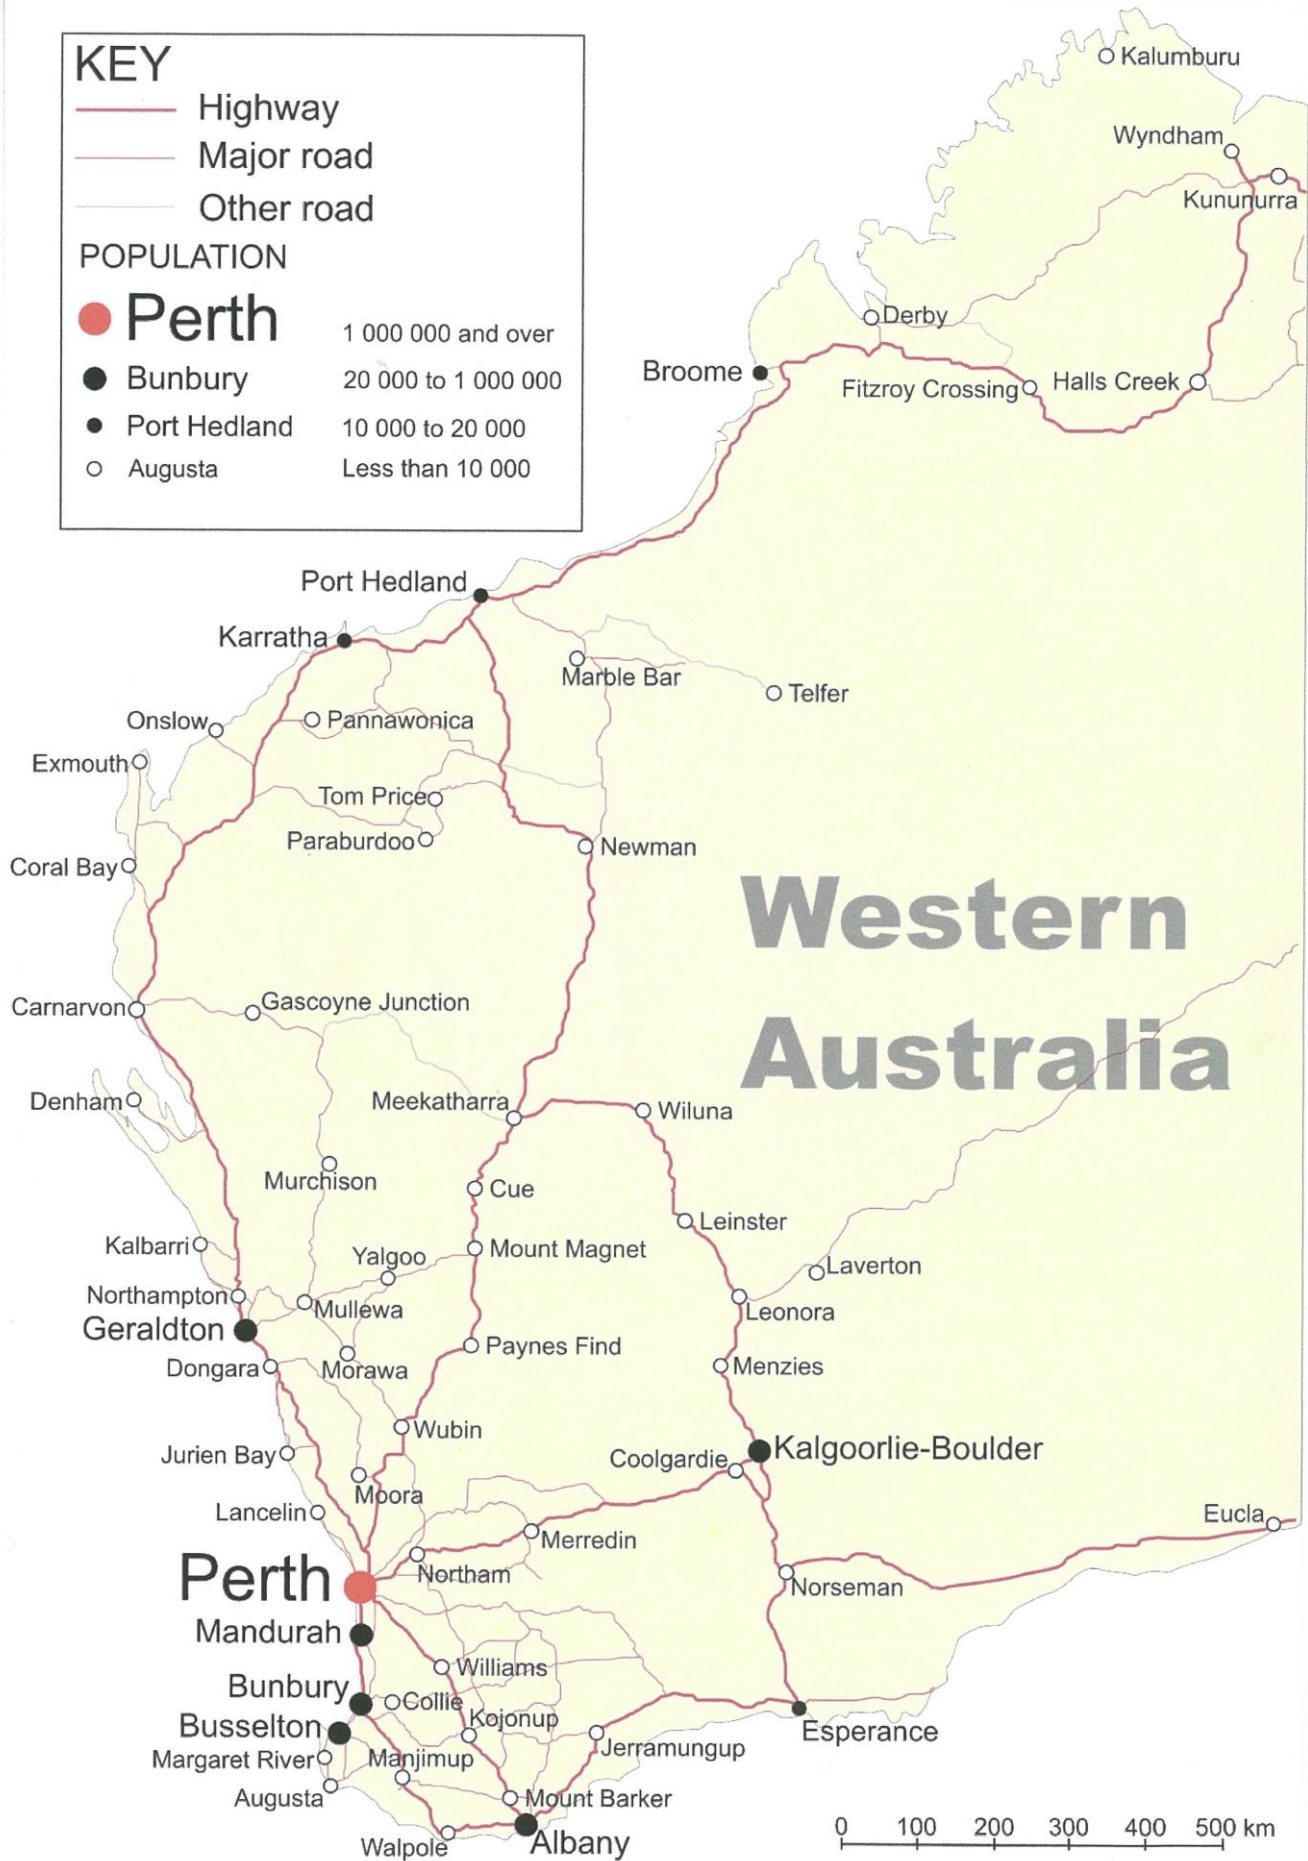 KEY
Highway
Major road
Other road
POPULATION
Perth 1 000 000 and over
Bunbury 20 000 to 1 000 000
Port Hedland 10 000 to 20 000
Augusta Less than 10 000
Kalumburu
Wyndham
Kununurra
Derby
Broome
Fitzroy Crossing
Halls Creek
Port Hedland
Karratha
Marble Bar
Telfer
Onslow
Pannawonica
Exmouth
Tom Price
Paraburdoo
Newman
Coral Bay
Western
Australia
Carnarvon
Gascoyne Junction
Denham
Meekatharra
Wiluna
Murchison
Cue
Leinster
Kalbarri
Yalgoo
Mount Magnet
Laverton
Northampton
Mullewa
Leonora
Geraldton
Dongara
Morawa
Paynes Find
Menzies
Wubin
Jurien Bay
Coolgardie
Kalgoorlie-Boulder
Moora
Lancelin
Eucla
Merredin
Perth
Northam
Norseman
Mandurah
Williams
Bunbury
Collie
Kojonup
Busselton
Esperance
Margaret River
Manjimup
Jerramungup
Augusta
Mount Barker
Walpole
Albany
0 100 200 300 400 500 km